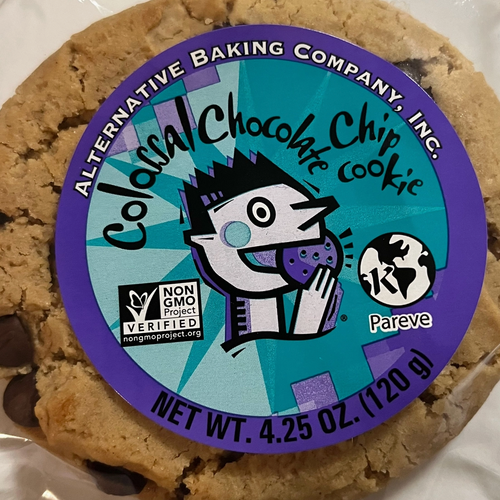 ALTERNATIVE BAKING COMPANY, INC.
Colossal Chocolate Chip
cookie
NON
GMO
Project
VERIFIED
nongmoproject.org
K
Pareve
®
NET WT. 4.25 OZ. (120 g)